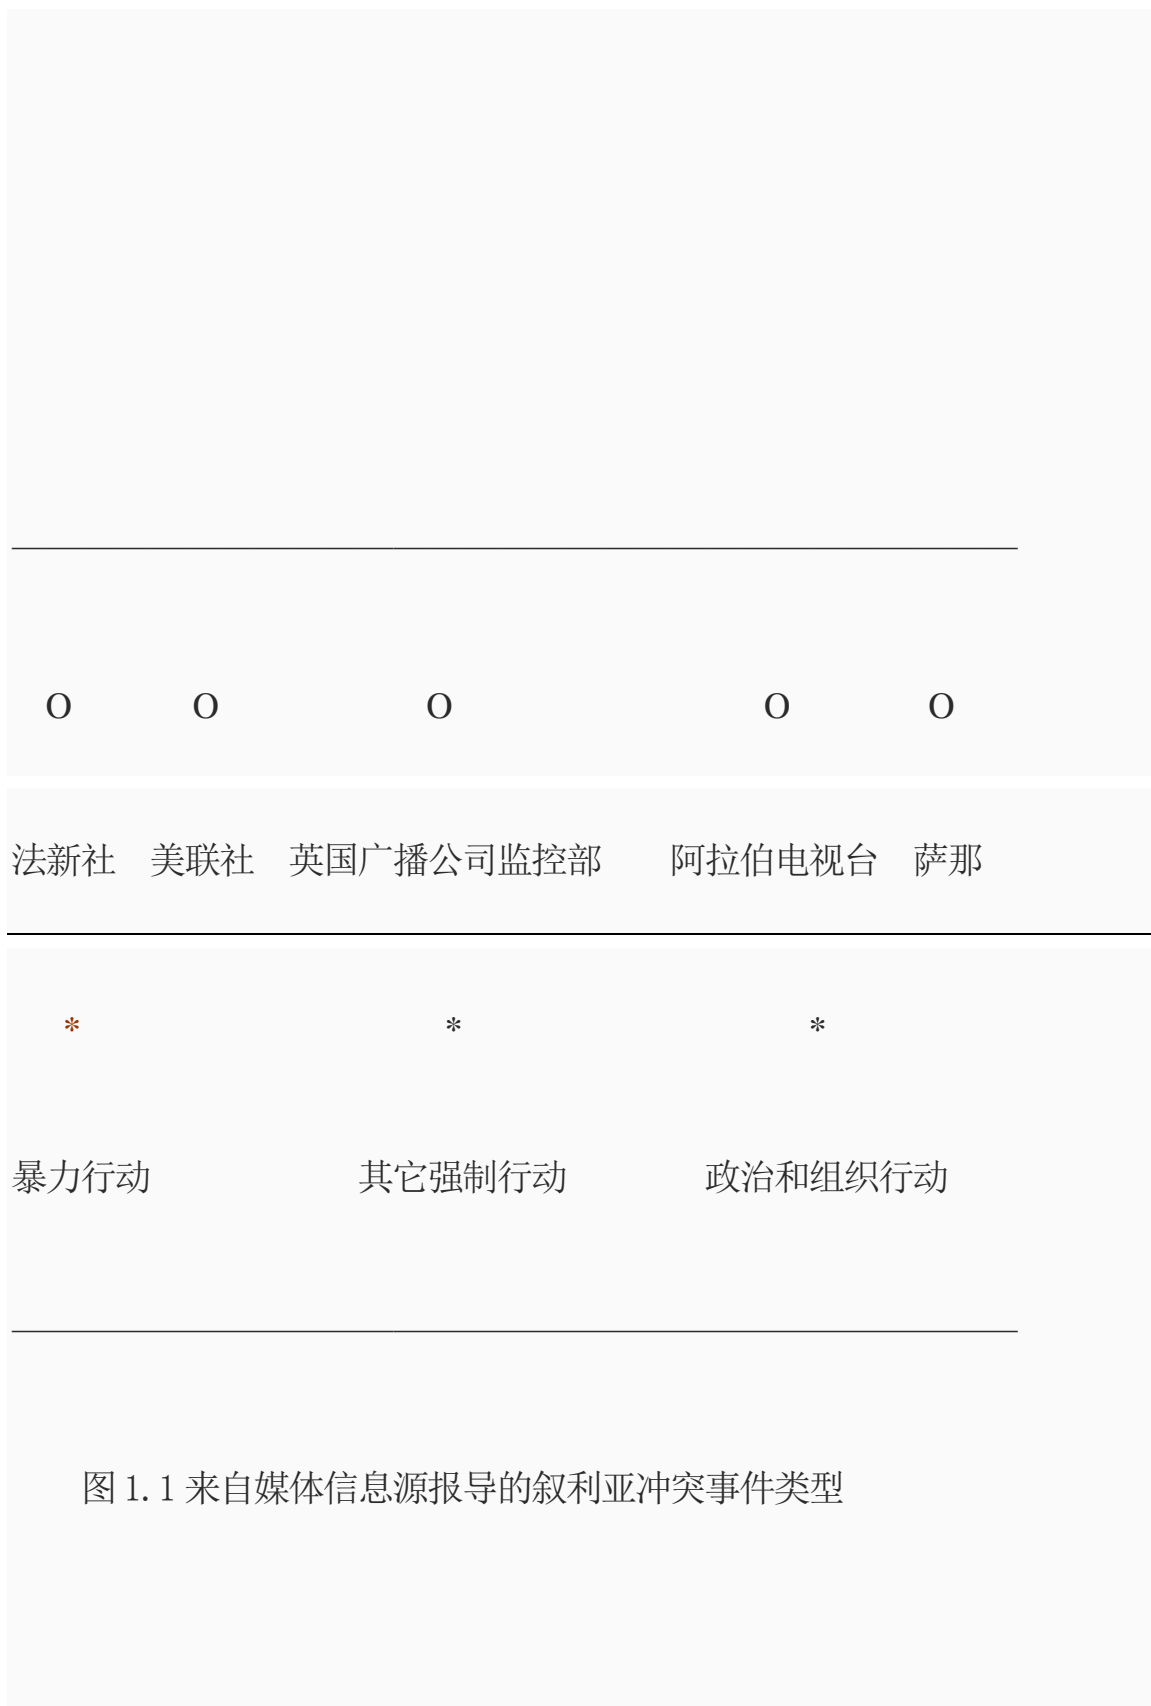 O O O O O
法新社 美联社 英国广播公司监控部 阿拉伯电视台 萨那
* * *
暴力行动 其它强制行动 政治和组织行动
图 1.1 来自媒体信息源报导的叙利亚冲突事件类型